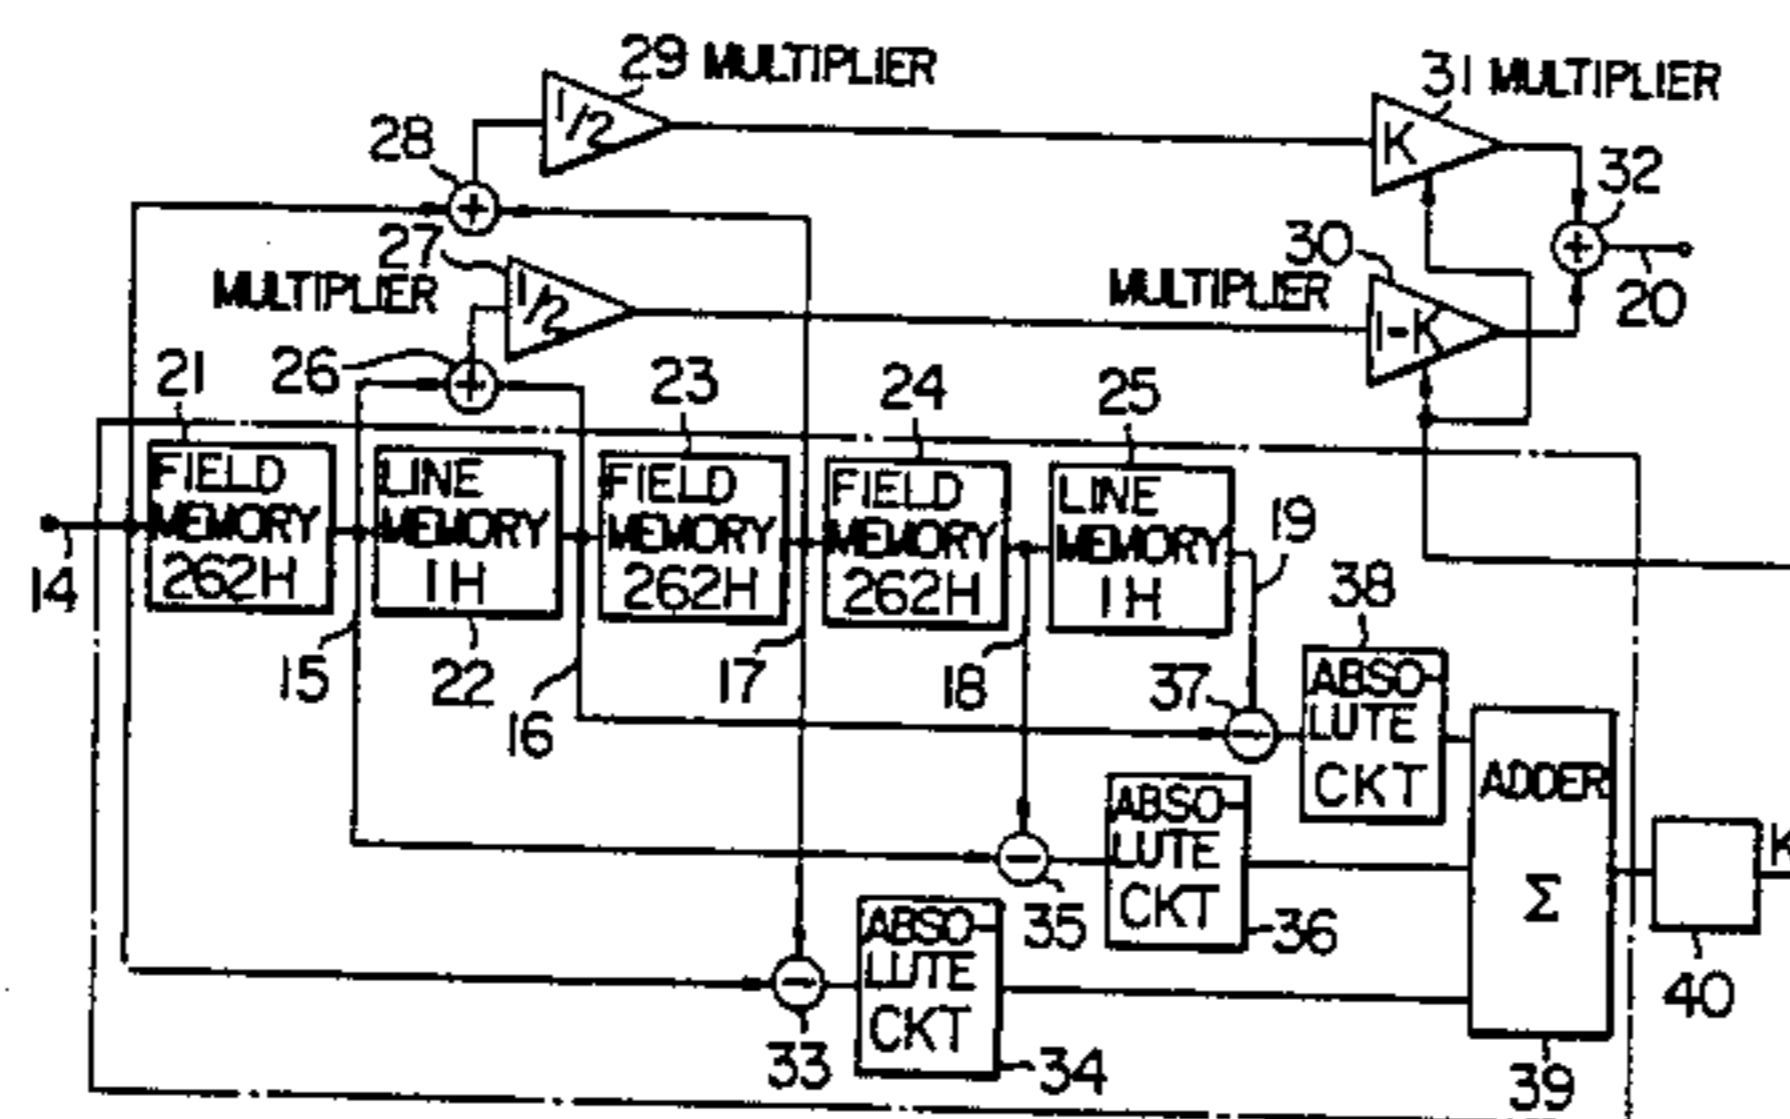 29 MULTIPLIER
31 MULTIPLIER
1/2
K
28
32
27
30
MULTIPLIER
1/2
MULTIPLIER
1-K
20
26
21
23
24
25
FIELD
MEMORY
262H
LINE
MEMORY
1H
FIELD
MEMORY
262H
FIELD
MEMORY
262H
LINE
MEMORY
1H
19
14
15
22
16
17
18
37
38
ABSO-
LUTE
CKT
ADDER
Σ
ABSO-
LUTE
CKT
35
36
K
40
ABSO-
LUTE
CKT
33
34
39